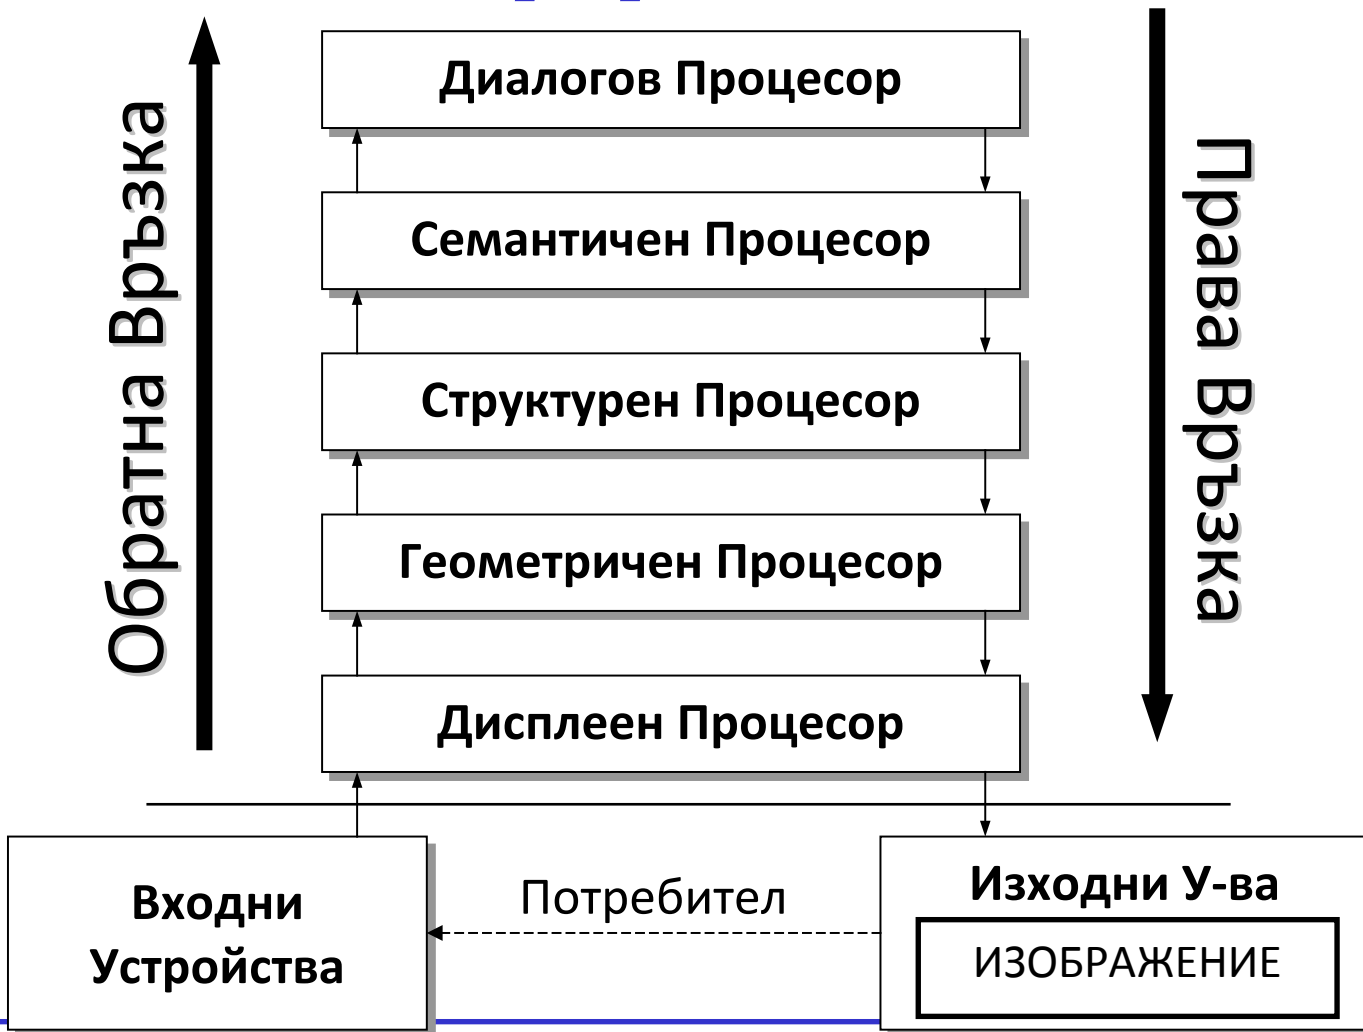 Обратна Връзка
Диалогов Процесор
Семантичен Процесор
Структурен Процесор
Геометричен Процесор
Дисплеен Процесор
Права Връзка
Входни
Устройства
Потребител
Изходни У-ва
ИЗОБРАЖЕНИЕ